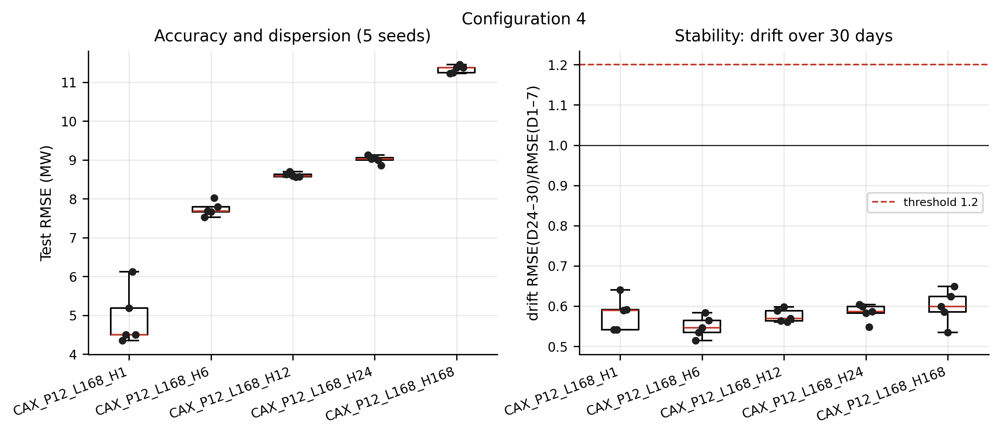 Configuration 4
Accuracy and dispersion (5 seeds)
Test RMSE (MW)
11
10
9
8
7
6
5
4
CAX_P12_L168_H1
CAX_P12_L168_H6
CAX_P12_L168_H12
CAX_P12_L168_H24
CAX_P12_L168_H168
Stability: drift over 30 days
drift RMSE(D24–30)/RMSE(D1–7)
1.2
1.1
1.0
0.9
0.8
0.7
0.6
0.5
threshold 1.2
CAX_P12_L168_H1
CAX_P12_L168_H6
CAX_P12_L168_H12
CAX_P12_L168_H24
CAX_P12_L168_H168